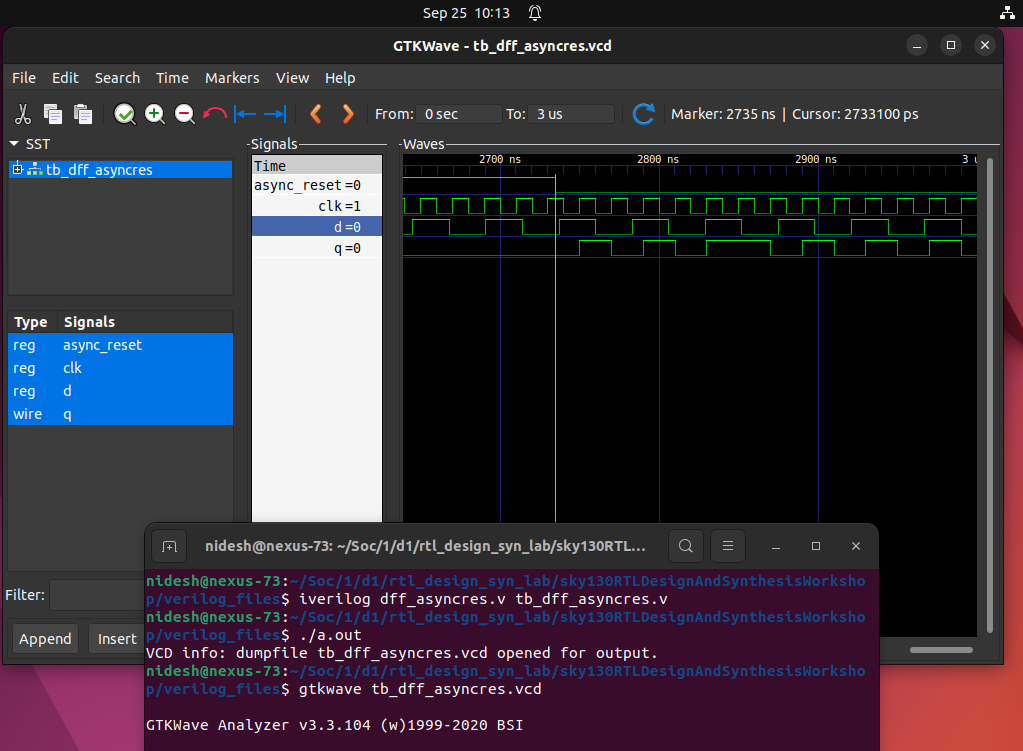 Sep 25 10:13
GTKWave - tb_dff_asyncres.vcd
File Edit Search Time Markers View Help
From: 0 sec To: 3 us Marker: 2735 ns | Cursor: 2733100 ps
SST
tb_dff_asyncres
Type Signals
reg async_reset
reg clk
reg d
wire q
Filter:
Append Insert
Signals
Time
async_reset=0
clk=1
d=0
q=0
Waves
2700 ns 2800 ns 2900 ns 3 u
nidesh@nexus-73: ~/Soc/1/d1/rtl_design_syn_lab/sky130RTL...
nidesh@nexus-73:~/Soc/1/d1/rtl_design_syn_lab/sky130RTLDesignAndSynthesisWorksho
p/verilog_files$ iverilog dff_asyncres.v tb_dff_asyncres.v
nidesh@nexus-73:~/Soc/1/d1/rtl_design_syn_lab/sky130RTLDesignAndSynthesisWorksho
p/verilog_files$ ./a.out
VCD info: dumpfile tb_dff_asyncres.vcd opened for output.
nidesh@nexus-73:~/Soc/1/d1/rtl_design_syn_lab/sky130RTLDesignAndSynthesisWorksho
p/verilog_files$ gtkwave tb_dff_asyncres.vcd
GTKWave Analyzer v3.3.104 (w)1999-2020 BSI